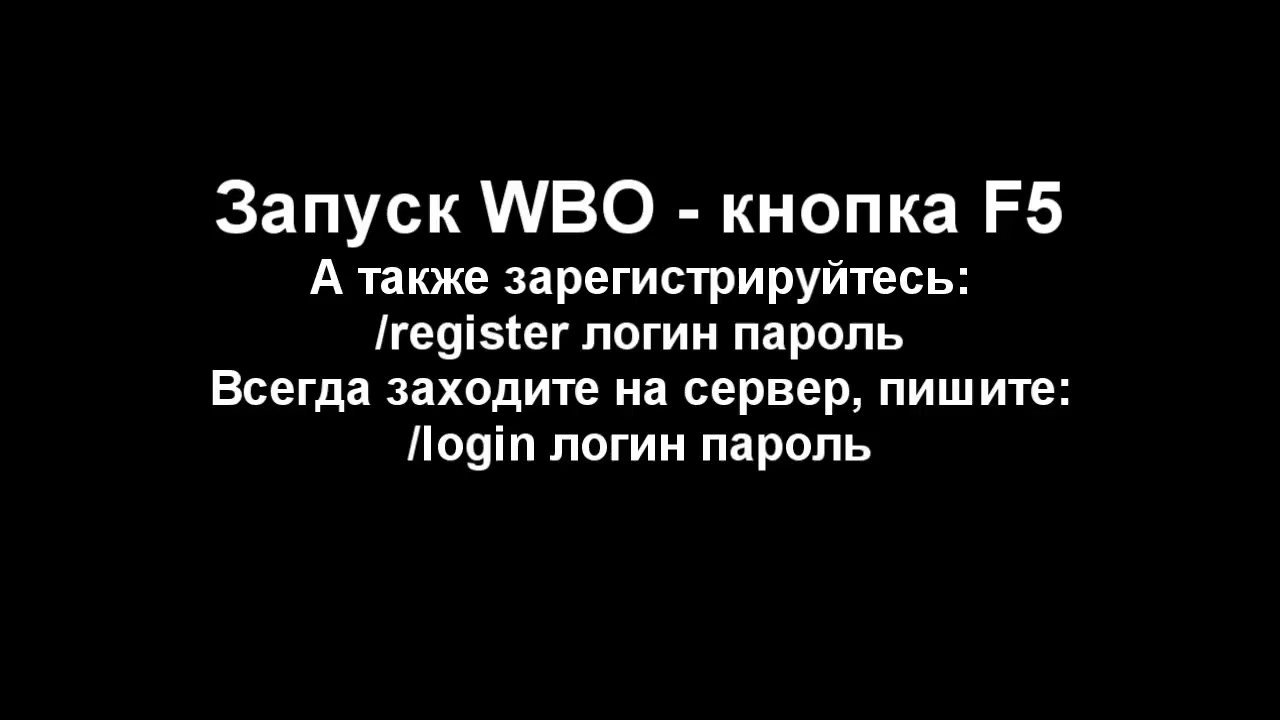 Запуск WBO - кнопка F5
А также зарегистрируйтесь:
/register логин пароль
Всегда заходите на сервер, пишите:
/login логин пароль